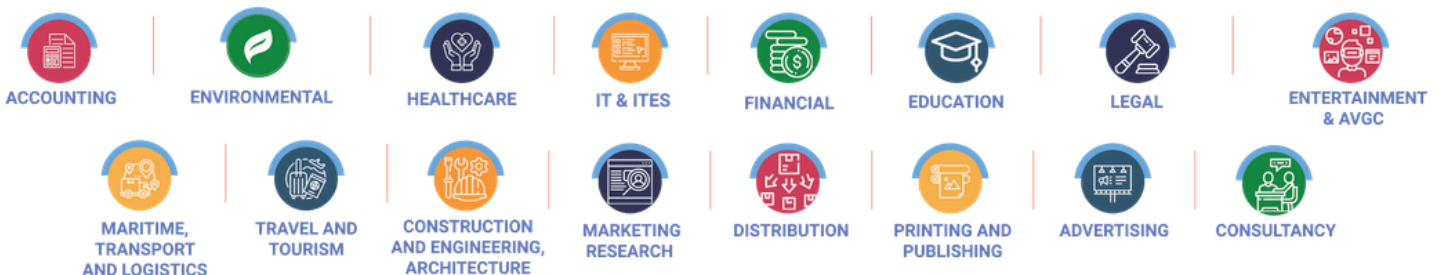 ACCOUNTING
ENVIRONMENTAL
HEALTHCARE
IT & ITES
FINANCIAL
EDUCATION
LEGAL
ENTERTAINMENT
& AVGC
MARITIME,
TRANSPORT
AND LOGISTICS
TRAVEL AND
TOURISM
CONSTRUCTION
AND ENGINEERING,
ARCHITECTURE
MARKETING
RESEARCH
DISTRIBUTION
PRINTING AND
PUBLISHING
ADVERTISING
CONSULTANCY